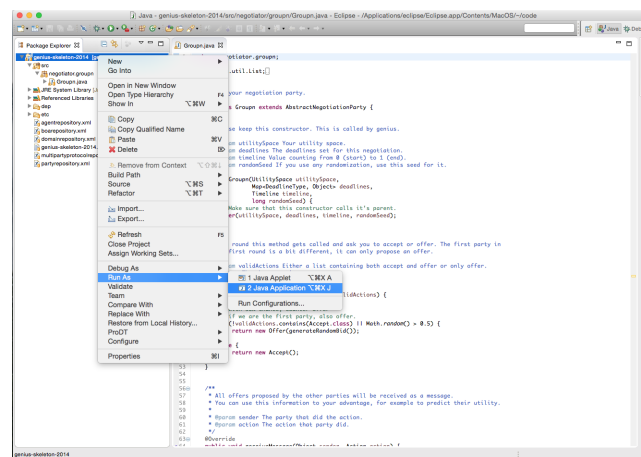 Java - genius-skeleton-2014/src/negotiator/groupn/Groupn.java - Eclipse - /Applications/eclipse/Eclipse.app/Contents/MacOS/~/code
Java
Package Explorer
Groupn.java
genius-skeleton-2014
src
negotiator.groupn
Groupn.java
JRE System Library
Referenced Libraries
dep
etc
agentrepository.xml
boarepository.xml
domainrepository.xml
genius-skeleton-2014.
multipartyprotocolrepo
partyrepository.xml
New
Go Into
Open in New Window
Open Type Hierarchy F4
Show In ⌥⌘W
Copy ⌘C
Copy Qualified Name
Paste ⌘V
Delete
Remove from Context
Build Path
Source ⌥⌘S
Refactor ⌥⌘T
Import...
Export...
Refresh F5
Close Project
Assign Working Sets...
Debug As
Run As
Validate
Team
Compare With
Replace With
Restore from Local History...
ProDT
Configure
Properties ⌘I
1 Java Applet ⌥⌘X A
2 Java Application ⌥⌘X J
Run Configurations...
otiator.groupn;
.util.List;
your negotiation party.
s Groupn extends AbstractNegotiationParty {
se keep this constructor. This is called by genius.
m utilitySpace Your utility space.
m deadlines The deadlines set for this negotiation.
m timeline Value counting from 0 (start) to 1 (end).
m randomSeed If you use any randomization, use this seed for it.
Groupn(UtilitySpace utilitySpace,
Map<DeadlineType, Object> deadlines,
Timeline timeline,
long randomSeed) {
Make sure that this constructor calls it's parent.
er(utilitySpace, deadlines, timeline, randomSeed);
round this method gets called and ask you to accept or offer. The first party in
first round is a bit different, it can only propose an offer.
m validActions Either a list containing both accept and offer or only offer.
lidActions) {
if we are the first party, also offer.
(!validActions.contains(Accept.class) || Math.random() > 0.5) {
return new Offer(generateRandomBid());
e {
return new Accept();
53 }
54
55
56 /**
57 * All offers proposed by the other parties will be received as a message.
58 * You can use this information to your advantage, for example to predict their utility.
59 *
60 * @param sender The party that did the action.
61 * @param action The action that party did.
62 */
63 @Override
genius-skeleton-2014